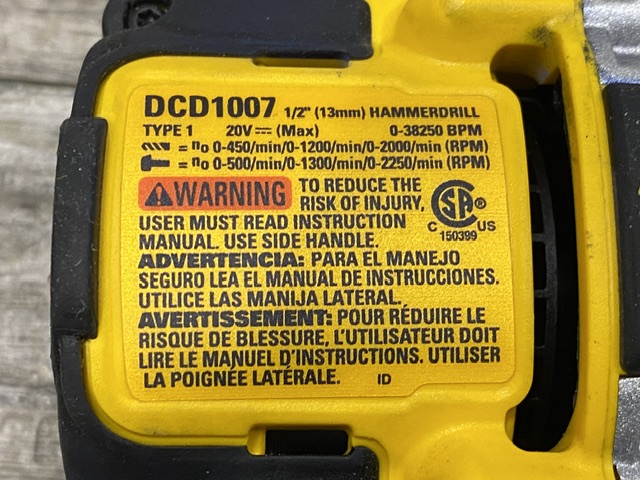 DCD1007 1/2" (13mm) HAMMERDRILL
TYPE 1 20V⎓ (Max) 0-38250 BPM
= n₀ 0-450/min/0-1200/min/0-2000/min (RPM)
= n₀ 0-500/min/0-1300/min/0-2250/min (RPM)
WARNING TO REDUCE THE
RISK OF INJURY,
USER MUST READ INSTRUCTION
MANUAL. USE SIDE HANDLE.
CSA®
C US
150399
ADVERTENCIA: PARA EL MANEJO
SEGURO LEA EL MANUAL DE INSTRUCCIONES.
UTILICE LAS MANIJA LATERAL.
AVERTISSEMENT: POUR RÉDUIRE LE
RISQUE DE BLESSURE, L'UTILISATEUR DOIT
LIRE LE MANUEL D'INSTRUCTIONS. UTILISER
LA POIGNÉE LATÉRALE. ID